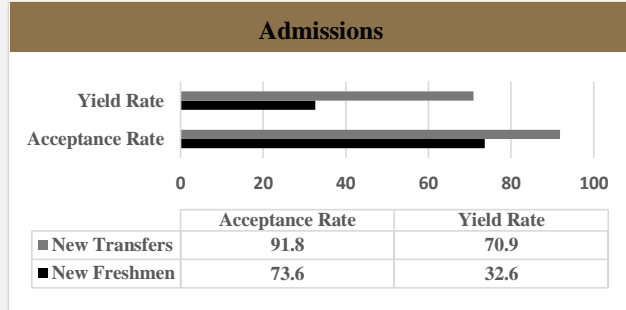 Admissions
Yield Rate
Acceptance Rate
0 20 40 60 80 100
Acceptance Rate Yield Rate
New Transfers 91.8 70.9
New Freshmen 73.6 32.6